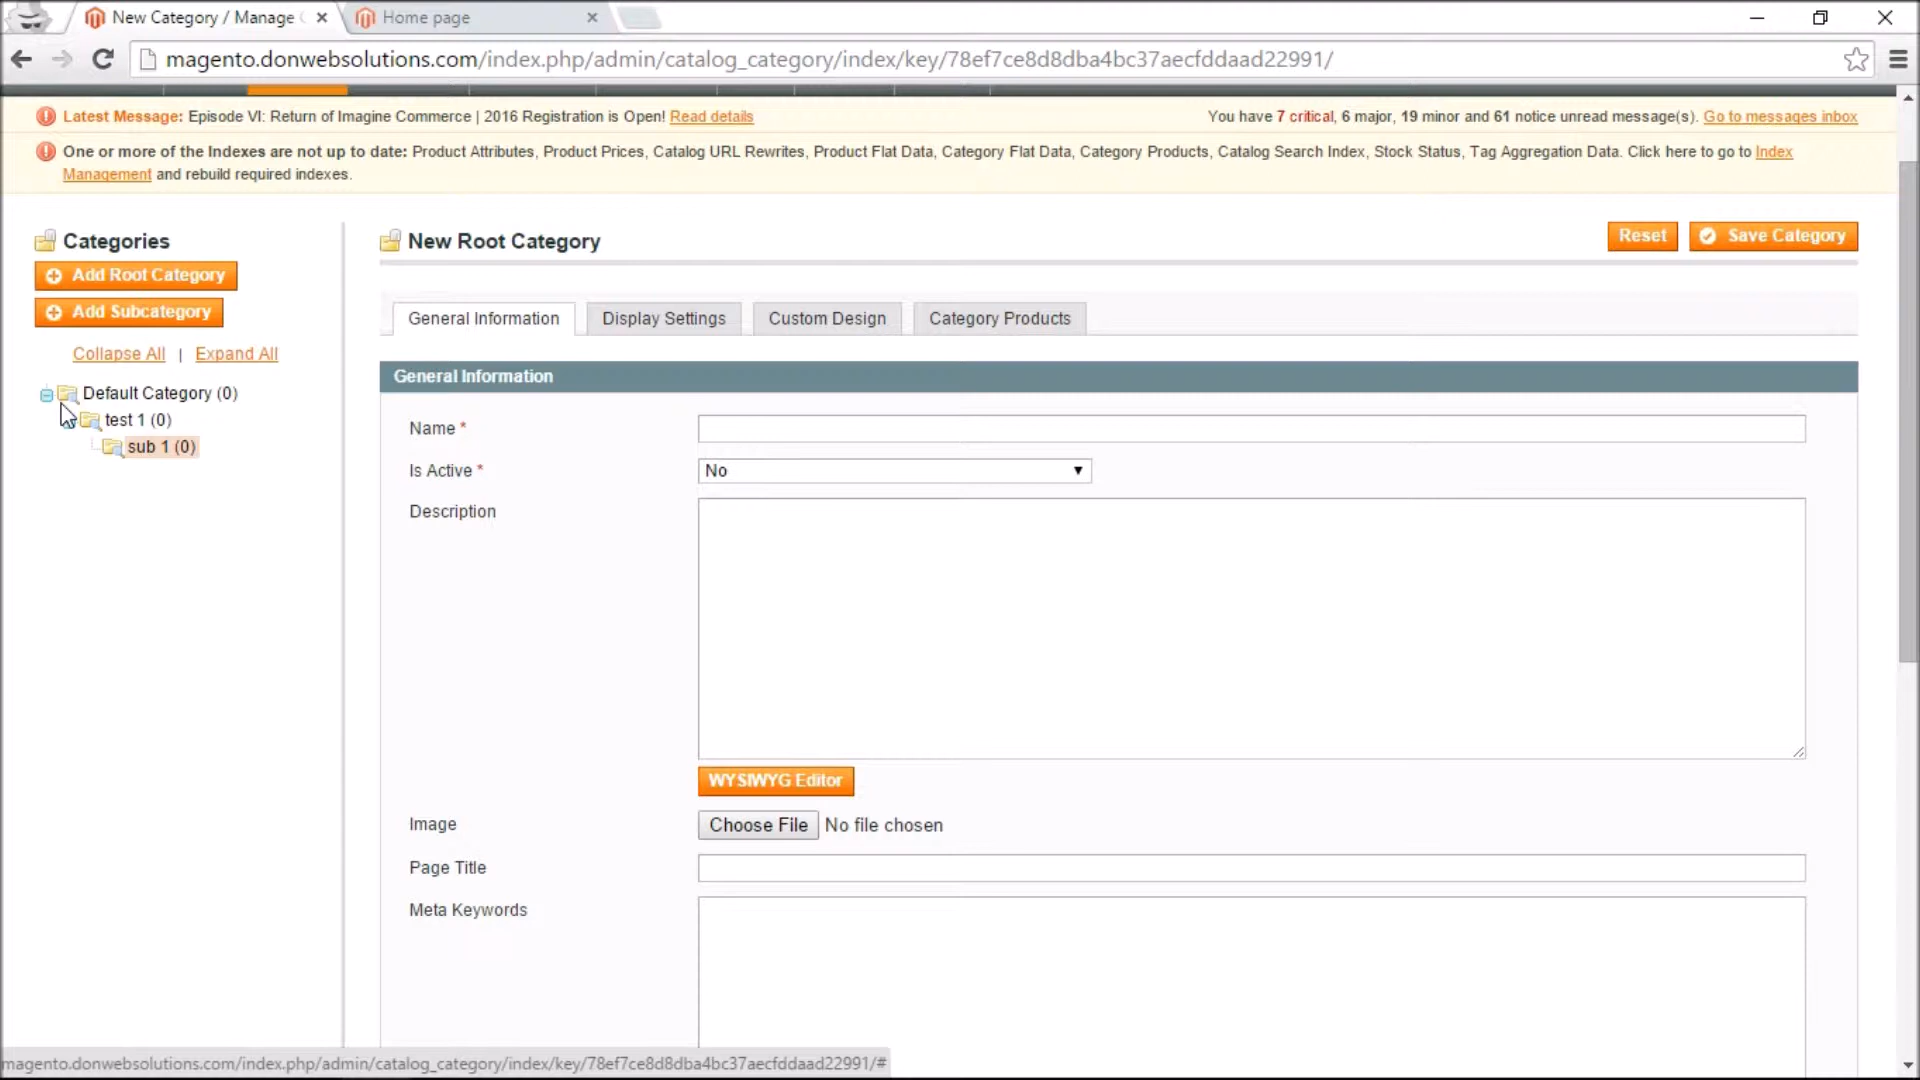 New Category / Manage
Home page
magento.donwebsolutions.com/index.php/admin/catalog_category/index/key/78ef7ce8d8dba4bc37aecfddaad22991/
Latest Message: Episode VI: Return of Imagine Commerce | 2016 Registration is Open! Read details
You have 7 critical, 6 major, 19 minor and 61 notice unread message(s). Go to messages inbox
One or more of the Indexes are not up to date: Product Attributes, Product Prices, Catalog URL Rewrites, Product Flat Data, Category Flat Data, Category Products, Catalog Search Index, Stock Status, Tag Aggregation Data. Click here to go to Index
Management and rebuild required indexes.
Categories
Add Root Category
Add Subcategory
Collapse All | Expand All
Default Category (0)
test 1 (0)
sub 1 (0)
New Root Category
Reset
Save Category
General Information
Display Settings
Custom Design
Category Products
General Information
Name *
Is Active *
No
Description
WYSIWYG Editor
Image
Choose File No file chosen
Page Title
Meta Keywords
magento.donwebsolutions.com/index.php/admin/catalog_category/index/key/78ef7ce8d8dba4bc37aecfddaad22991/#